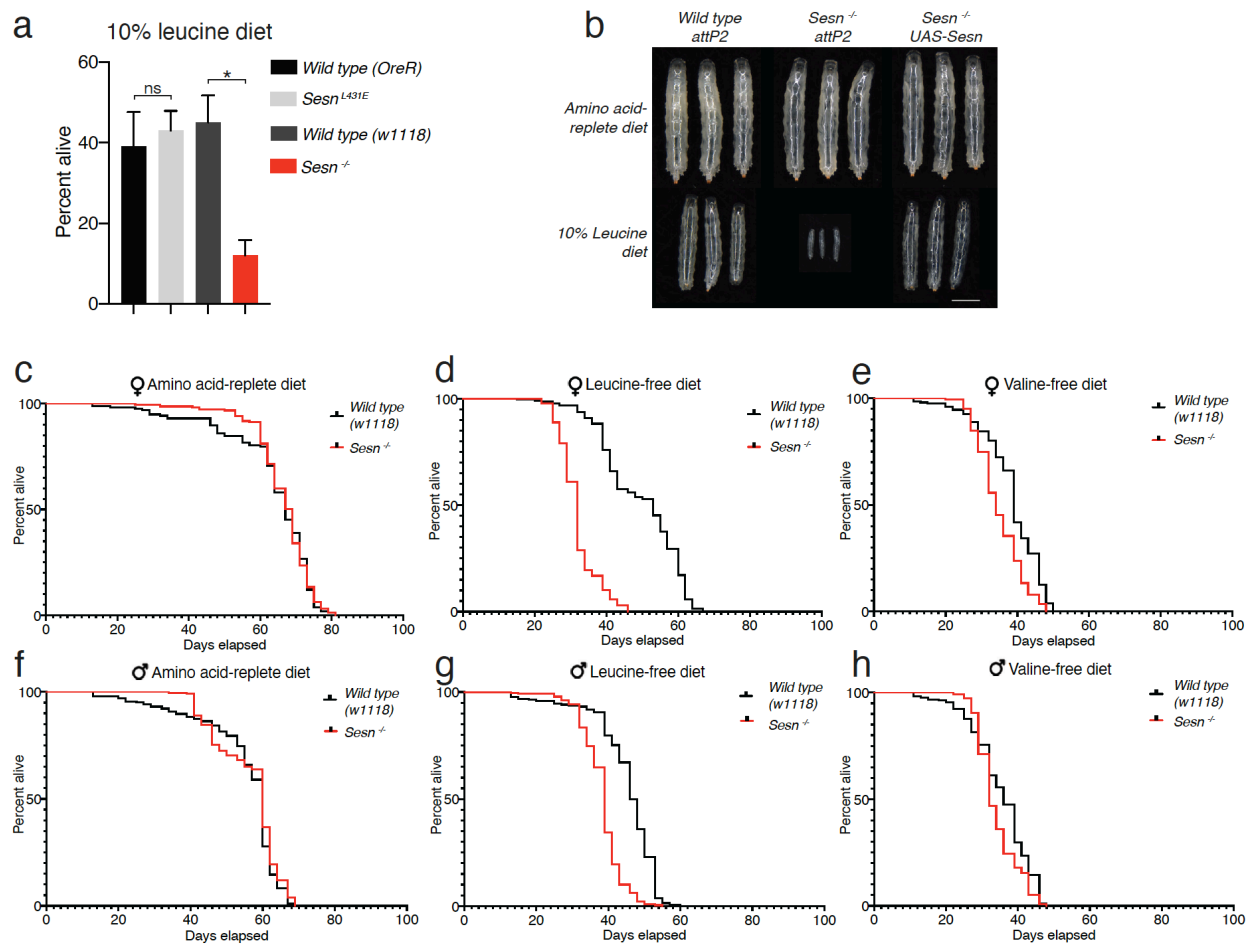 a
10% leucine diet
60
40
20
0
Percent alive
ns
*
Wild type (OreR)
Sesn L431E
Wild type (w1118)
Sesn -/-
b
Wild type
attP2
Sesn -/-
attP2
Sesn -/-
UAS-Sesn
Amino acid-
replete diet
10% Leucine
diet
c
♀ Amino acid-replete diet
100
50
0
Percent alive
Wild type
(w1118)
Sesn -/-
0 20 40 60 80 100
Days elapsed
d
♀ Leucine-free diet
100
50
0
Percent alive
Wild type
(w1118)
Sesn -/-
0 20 40 60 80 100
Days elapsed
e
♀ Valine-free diet
100
50
0
Percent alive
Wild type
(w1118)
Sesn -/-
0 20 40 60 80 100
Days elapsed
f
♂ Amino acid-replete diet
100
50
0
Percent alive
Wild type
(w1118)
Sesn -/-
0 20 40 60 80 100
Days elapsed
g
♂ Leucine-free diet
100
50
0
Percent alive
Wild type
(w1118)
Sesn -/-
0 20 40 60 80 100
Days elapsed
h
♂ Valine-free diet
100
50
0
Percent alive
Wild type
(w1118)
Sesn -/-
0 20 40 60 80 100
Days elapsed